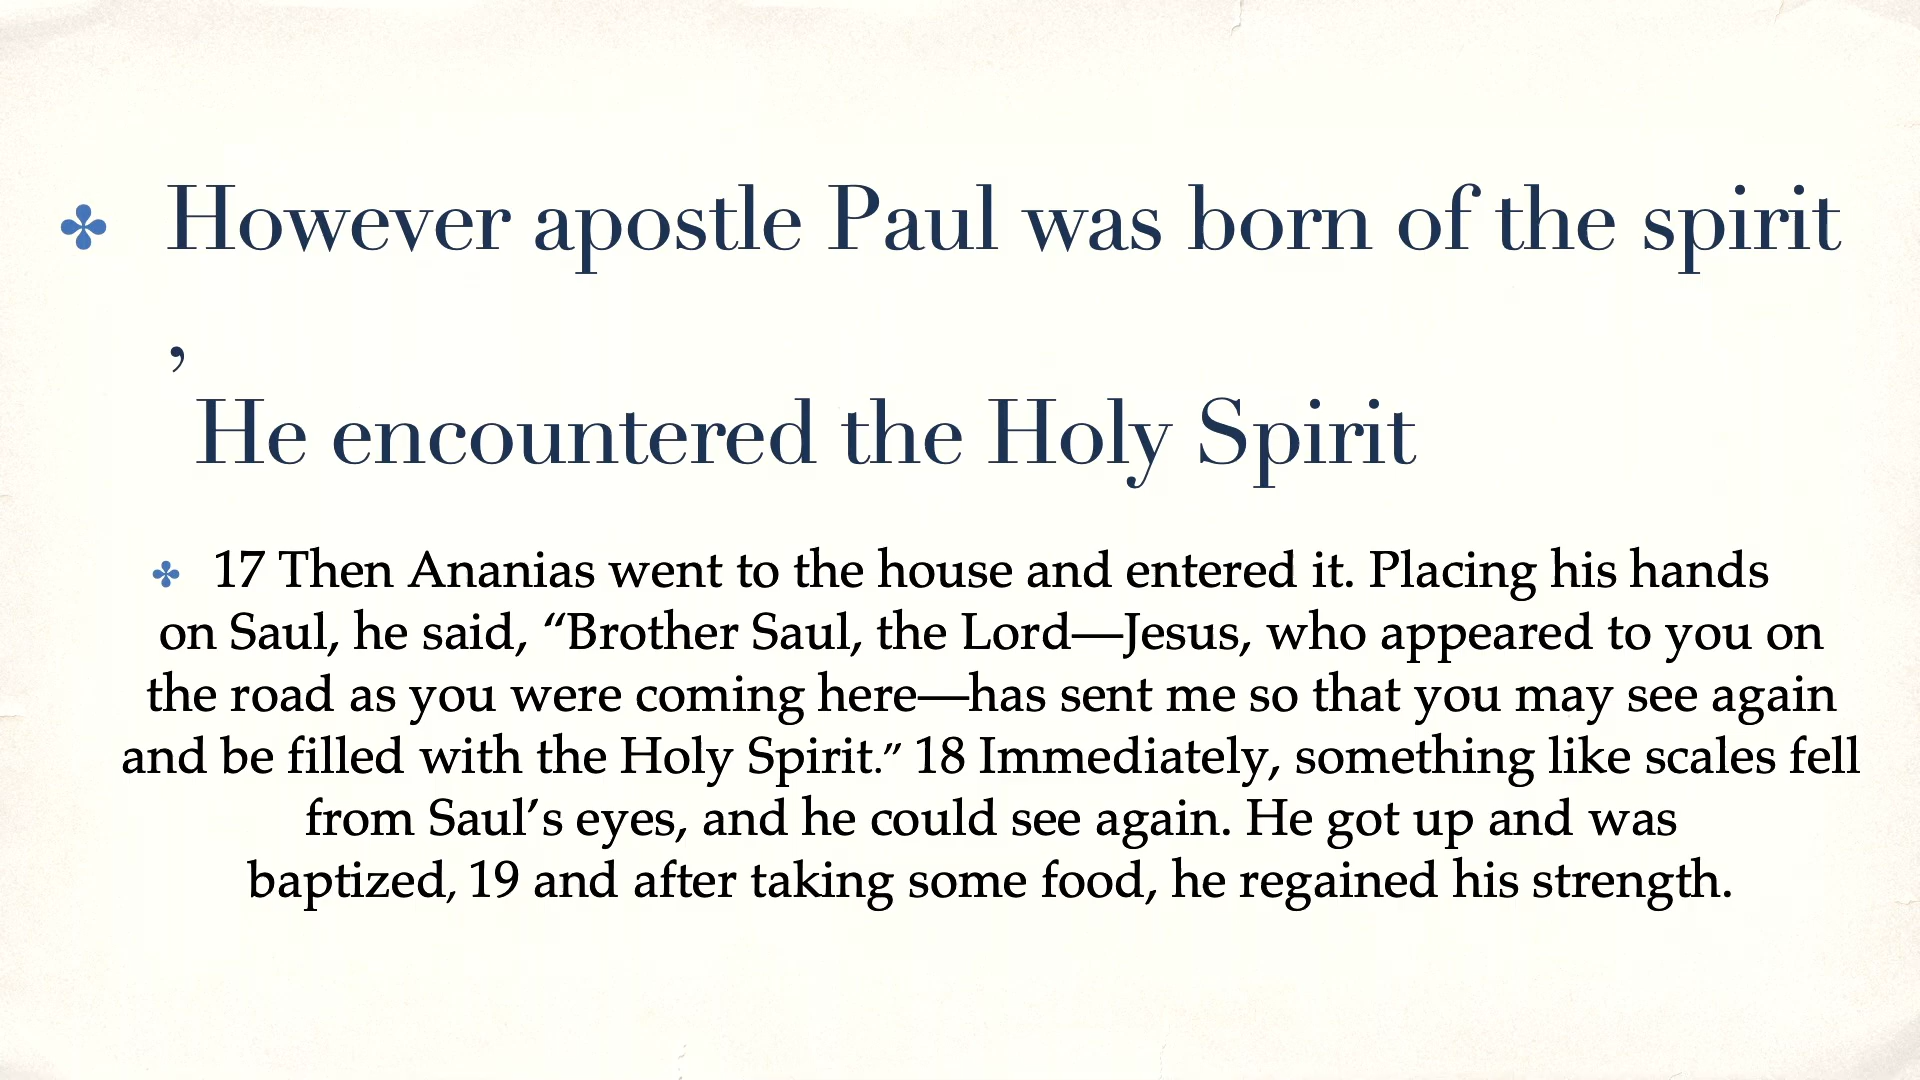 However apostle Paul was born of the spirit
,
He encountered the Holy Spirit
17 Then Ananias went to the house and entered it. Placing his hands
on Saul, he said, “Brother Saul, the Lord—Jesus, who appeared to you on
the road as you were coming here—has sent me so that you may see again
and be filled with the Holy Spirit.” 18 Immediately, something like scales fell
from Saul’s eyes, and he could see again. He got up and was
baptized, 19 and after taking some food, he regained his strength.